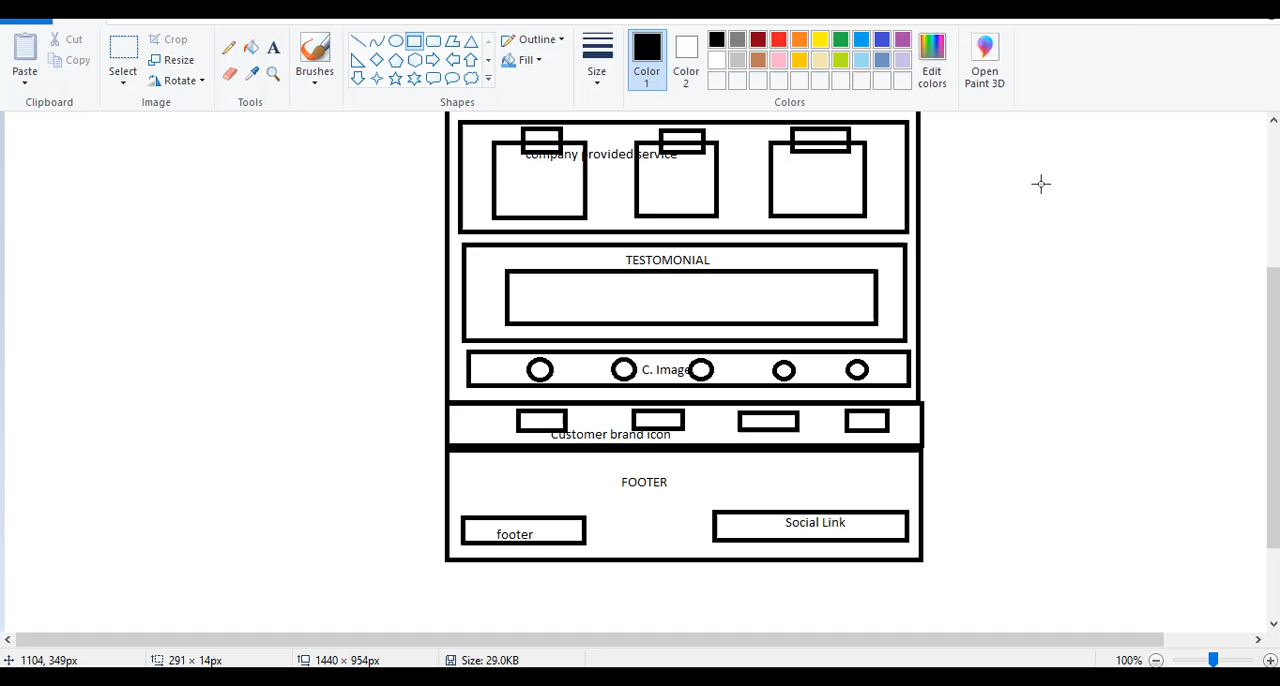 Paste
Cut
Copy
Clipboard
Select
Crop
Resize
Rotate
Image
A
Tools
Brushes
Shapes
Outline
Fill
Size
Color
1
Color
2
Colors
Edit
colors
Open
Paint 3D
company provided service
TESTOMONIAL
C. Image
Customer brand icon
FOOTER
footer
Social Link
1104, 349px
291 × 14px
1440 × 954px
Size: 29.0KB
100%